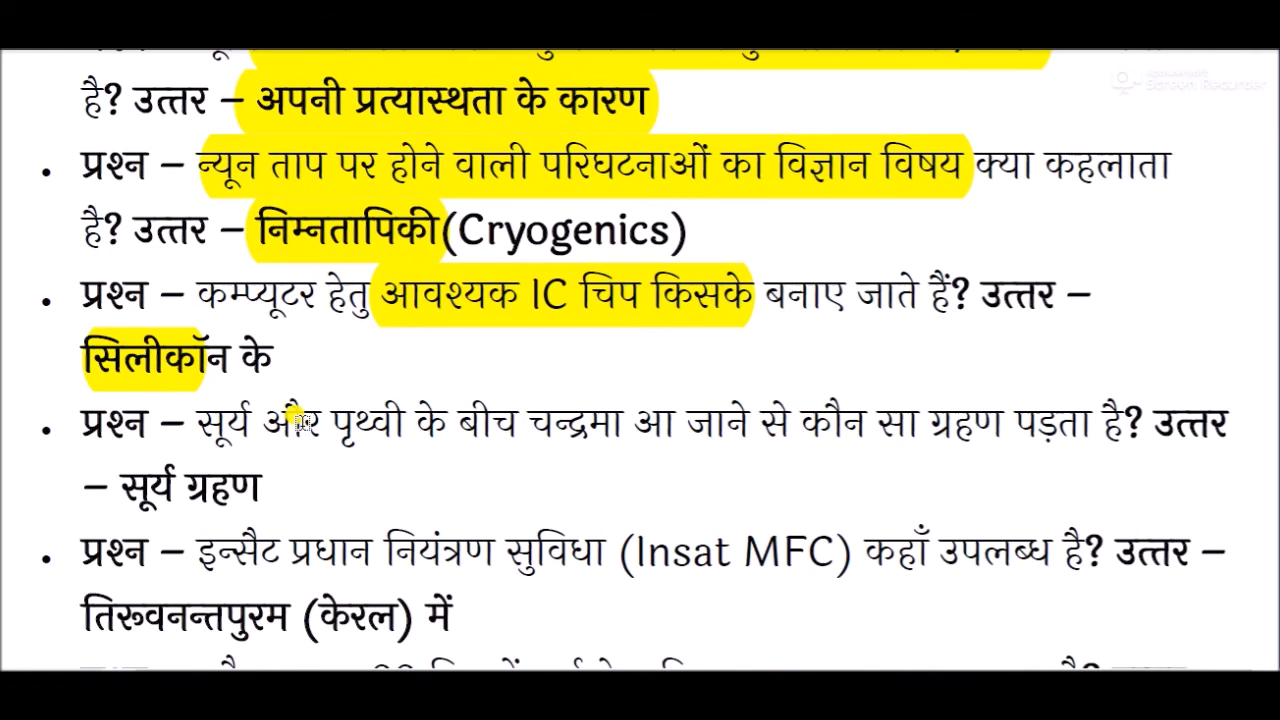 है? उत्तर – अपनी प्रत्यास्थता के कारण
• प्रश्न – न्यून ताप पर होने वाली परिघटनाओं का विज्ञान विषय क्या कहलाता
है? उत्तर – निम्नतापिकी(Cryogenics)
• प्रश्न – कम्प्यूटर हेतु आवश्यक IC चिप किसके बनाए जाते हैं? उत्तर –
सिलीकॉन के
• प्रश्न – सूर्य और पृथ्वी के बीच चन्द्रमा आ जाने से कौन सा ग्रहण पड़ता है? उत्तर
– सूर्य ग्रहण
• प्रश्न – इन्सैट प्रधान नियंत्रण सुविधा (Insat MFC) कहाँ उपलब्ध है? उत्तर –
तिरूवनन्तपुरम (केरल) में
Screen Recorder